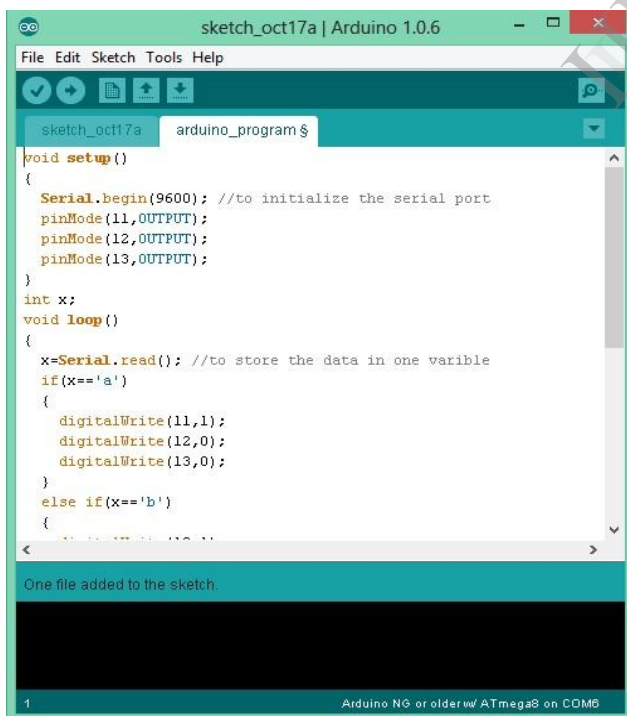 sketch_oct17a | Arduino 1.0.6
File Edit Sketch Tools Help
sketch_oct17a arduino_program §
void setup()
{
Serial.begin(9600); //to initialize the serial port
pinMode(11,OUTPUT);
pinMode(12,OUTPUT);
pinMode(13,OUTPUT);
}
int x;
void loop()
{
x=Serial.read(); //to store the data in one varible
if(x=='a')
{
digitalWrite(11,1);
digitalWrite(12,0);
digitalWrite(13,0);
}
else if(x=='b')
{
One file added to the sketch.
1 Arduino NG or older w/ ATmega8 on COM6